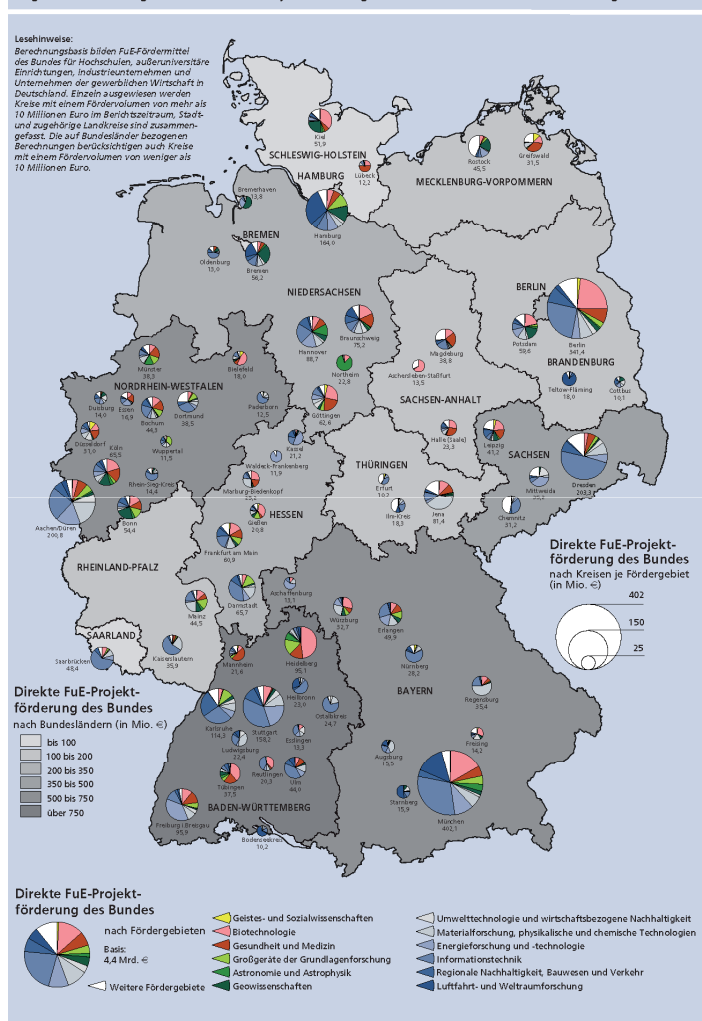 Lesehinweise:
Berechnungsbasis bilden FuE-Fördermittel
des Bundes für Hochschulen, außeruniversitäre
Einrichtungen, Industrieunternehmen und
Unternehmen der gewerblichen Wirtschaft in
Deutschland. Einzeln ausgewiesen werden
Kreise mit einem Fördervolumen von mehr als
10 Millionen Euro im Berichtszeitraum, Stadt-
und zugehörige Landkreise sind zusammen-
gefasst. Die auf Bundesländer bezogenen
Berechnungen berücksichtigen auch Kreise
mit einem Fördervolumen von weniger als
10 Millionen Euro.
Kiel
51,9
SCHLESWIG-HOLSTEIN
Lübeck
12,2
HAMBURG
Hamburg
164,0
Rostock
45,5
Greifswald
31,5
MECKLENBURG-VORPOMMERN
Bremerhaven
13,8
BREMEN
Bremen
56,2
Oldenburg
13,0
NIEDERSACHSEN
Hannover
88,7
Braunschweig
75,2
Northeim
22,8
Göttingen
62,6
BERLIN
Berlin
341,4
Potsdam
59,6
BRANDENBURG
Teltow-Fläming
18,0
Cottbus
10,1
Magdeburg
38,8
Aschersleben-Staßfurt
13,5
SACHSEN-ANHALT
Halle (Saale)
23,3
Münster
38,3
Bielefeld
18,0
NORDRHEIN-WESTFALEN
Duisburg
14,0
Essen
16,9
Bochum
44,3
Dortmund
38,5
Paderborn
12,5
Düsseldorf
31,0
Wuppertal
11,5
Köln
65,5
Rhein-Sieg-Kreis
14,4
Aachen/Düren
200,8
Bonn
54,4
Kassel
21,2
Waldeck-Frankenberg
11,9
Marburg-Biedenkopf
Gießen
20,8
HESSEN
Frankfurt am Main
60,9
Darmstadt
65,7
THÜRINGEN
Erfurt
10,2
Ilm-Kreis
18,3
Jena
81,4
Leipzig
41,2
SACHSEN
Mittweida
Chemnitz
31,2
Dresden
203,3
RHEINLAND-PFALZ
Mainz
44,5
Kaiserslautern
35,9
SAARLAND
Saarbrücken
48,4
Aschaffenburg
13,1
Würzburg
32,7
Erlangen
49,9
Nürnberg
28,2
BAYERN
Regensburg
35,4
Freising
14,2
Augsburg
Starnberg
15,9
München
402,1
Mannheim
21,6
Heidelberg
95,1
Heilbronn
23,0
Ostalbkreis
24,7
Karlsruhe
114,3
Stuttgart
158,2
Ludwigsburg
22,4
Esslingen
13,3
Tübingen
37,5
Reutlingen
20,3
Ulm
44,0
BADEN-WÜRTTEMBERG
Freiburg i.Breisgau
95,9
Bodenseekreis
10,2
Direkte FuE-Projekt-
förderung des Bundes
nach Kreisen je Fördergebiet
(in Mio. €)
402
150
25
Direkte FuE-Projekt-
förderung des Bundes
nach Bundesländern (in Mio. €)
bis 100
100 bis 200
200 bis 350
350 bis 500
500 bis 750
über 750
Direkte FuE-Projekt-
förderung des Bundes
nach Fördergebieten
Basis:
4,4 Mrd. €
Weitere Fördergebiete
Geistes- und Sozialwissenschaften
Biotechnologie
Gesundheit und Medizin
Großgeräte der Grundlagenforschung
Astronomie und Astrophysik
Geowissenschaften
Umwelttechnologie und wirtschaftsbezogene Nachhaltigkeit
Materialforschung, physikalische und chemische Technologien
Energieforschung und -technologie
Informationstechnik
Regionale Nachhaltigkeit, Bauwesen und Verkehr
Luftfahrt- und Weltraumforschung